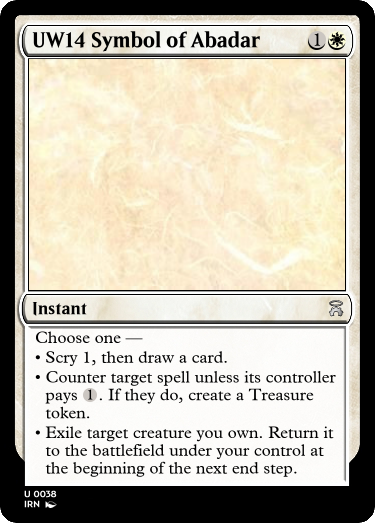 UW14 Symbol of Abadar 1
Instant
Choose one —
• Scry 1, then draw a card.
• Counter target spell unless its controller
pays 1. If they do, create a Treasure
token.
• Exile target creature you own. Return it
to the battlefield under your control at
the beginning of the next end step.
U 0038
IRN